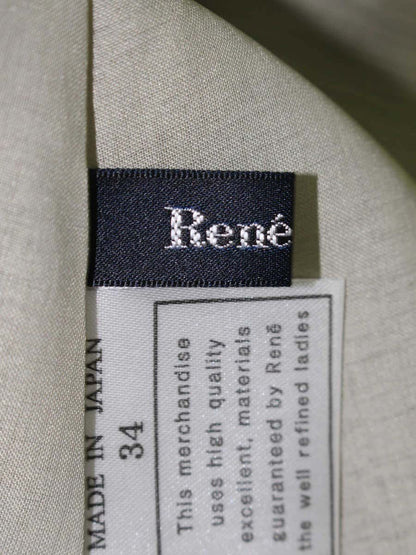 René
MADE IN JAPAN
34
This merchandise
uses high quality
excellent, materials
guaranteed by René
the well refined ladies